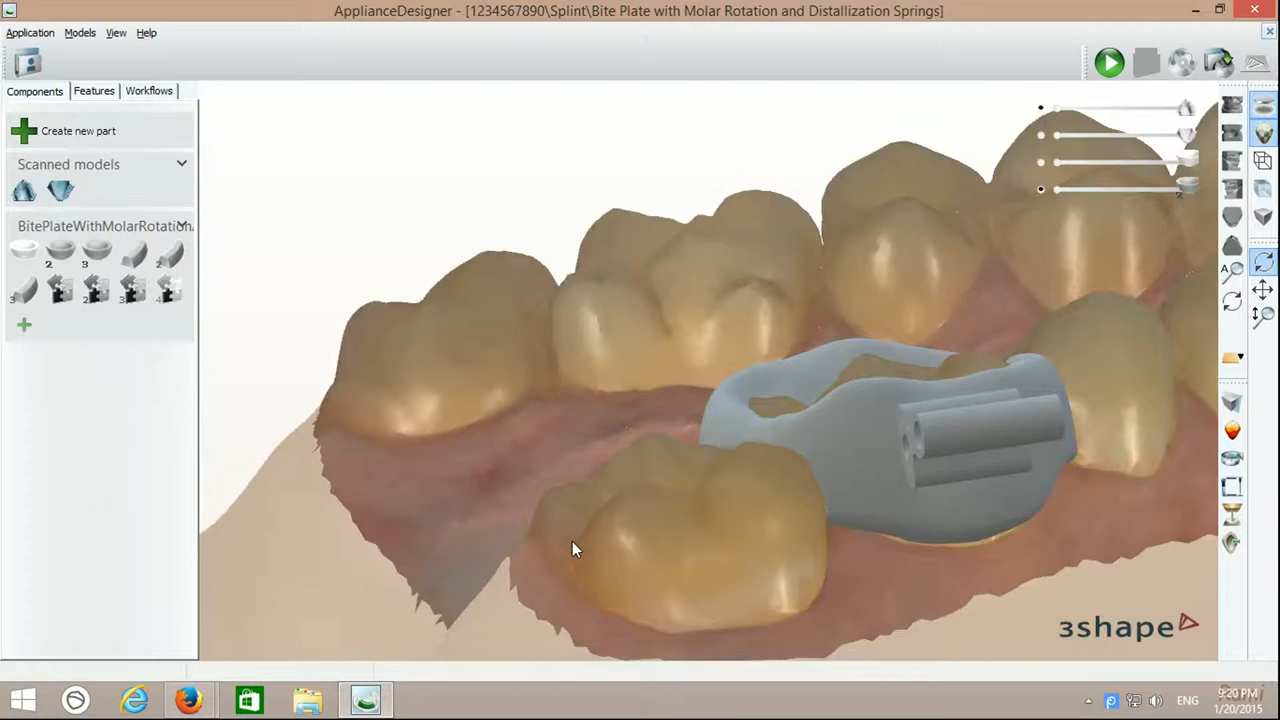 ApplianceDesigner - [1234567890\Splint\Bite Plate with Molar Rotation and Distallization Springs]
Application Models View Help
Components Features Workflows
Create new part
Scanned models
BitePlateWithMolarRotation
2 3 2
3 2 3 4
A
2
3shape
ENG
9:20 PM
1/20/2015